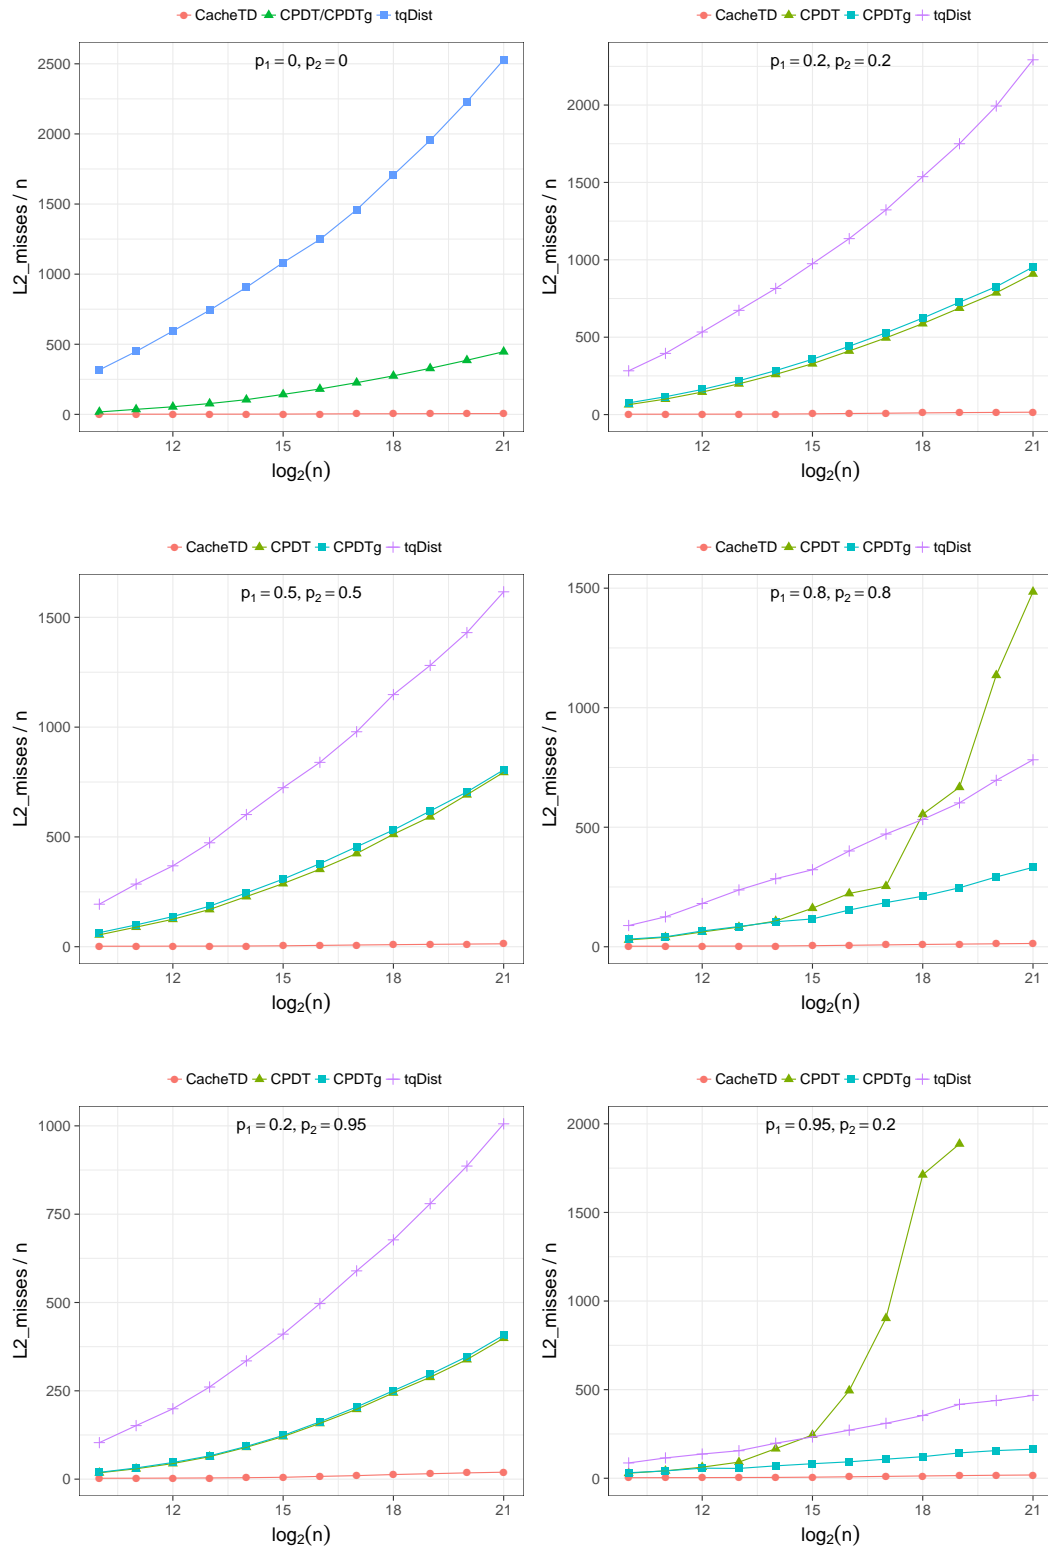 CacheTD CPDT/CPDTg tqDist
p₁ = 0, p₂ = 0
2500
2000
1500
1000
500
0
L2_misses / n
12 15 18 21
log₂(n)
CacheTD CPDT CPDTg tqDist
p₁ = 0.2, p₂ = 0.2
2000
1500
1000
500
0
L2_misses / n
12 15 18 21
log₂(n)
CacheTD CPDT CPDTg tqDist
p₁ = 0.5, p₂ = 0.5
1500
1000
500
0
L2_misses / n
12 15 18 21
log₂(n)
CacheTD CPDT CPDTg tqDist
p₁ = 0.8, p₂ = 0.8
1500
1000
500
0
L2_misses / n
12 15 18 21
log₂(n)
CacheTD CPDT CPDTg tqDist
p₁ = 0.2, p₂ = 0.95
1000
750
500
250
0
L2_misses / n
12 15 18 21
log₂(n)
CacheTD CPDT CPDTg tqDist
p₁ = 0.95, p₂ = 0.2
2000
1500
1000
500
0
L2_misses / n
12 15 18 21
log₂(n)